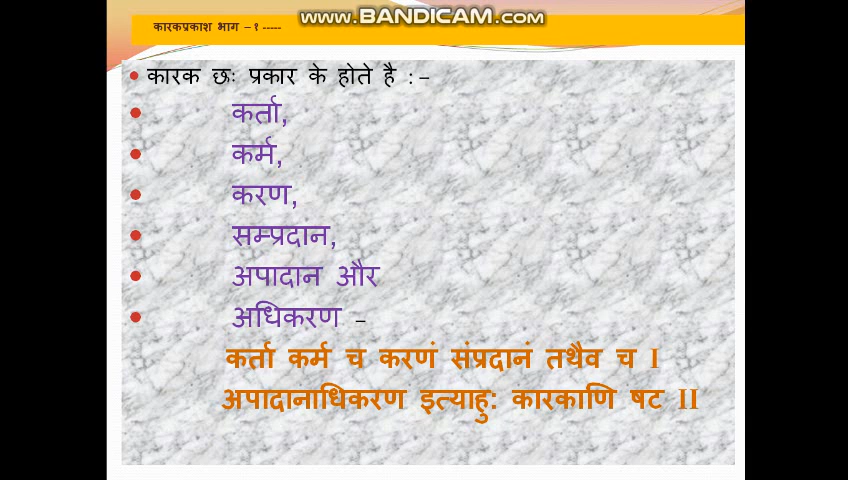 www.BANDICAM.com
कारकप्रकाश भाग – १ -----
• कारक छः प्रकार के होते है : –
• कर्ता,
• कर्म,
• करण,
• सम्प्रदान,
• अपादान और
• अधिकरण –
कर्ता कर्म च करणं संप्रदानं तथैव च I
अपादानाधिकरण इत्याहु: कारकाणि षट II